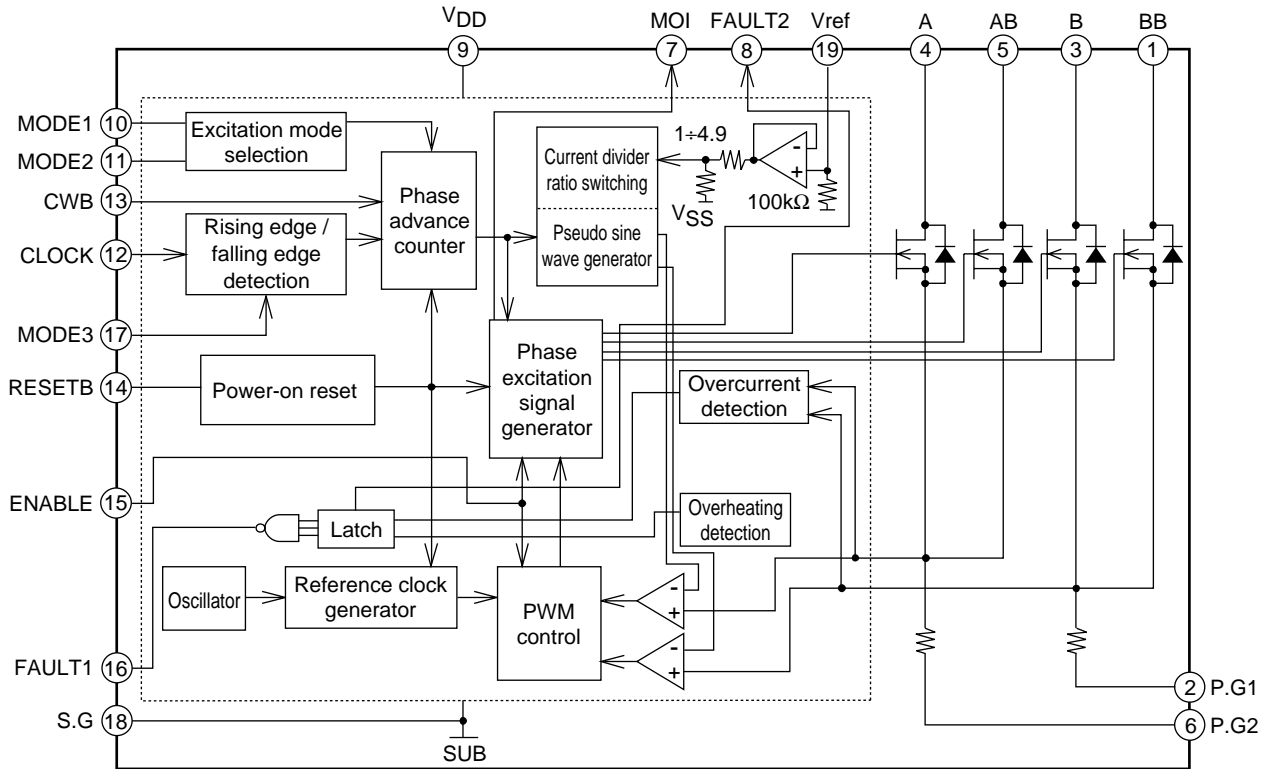 VDD MOI FAULT2 Vref A AB B BB
9 7 8 19 4 5 3 1
MODE1 10
MODE2 11
CWB 13
CLOCK 12
MODE3 17
RESETB 14
ENABLE 15
FAULT1 16
S.G 18
Excitation mode
selection
Phase
advance
counter
Rising edge /
falling edge
detection
Current divider
ratio switching
Pseudo sine
wave generator
1÷4.9
-
+
100kΩ
VSS
Power-on reset
Phase
excitation
signal
generator
Overcurrent
detection
Overheating
detection
Latch
Oscillator
Reference clock
generator
PWM
control
-
+
-
+
SUB
2 P.G1
6 P.G2